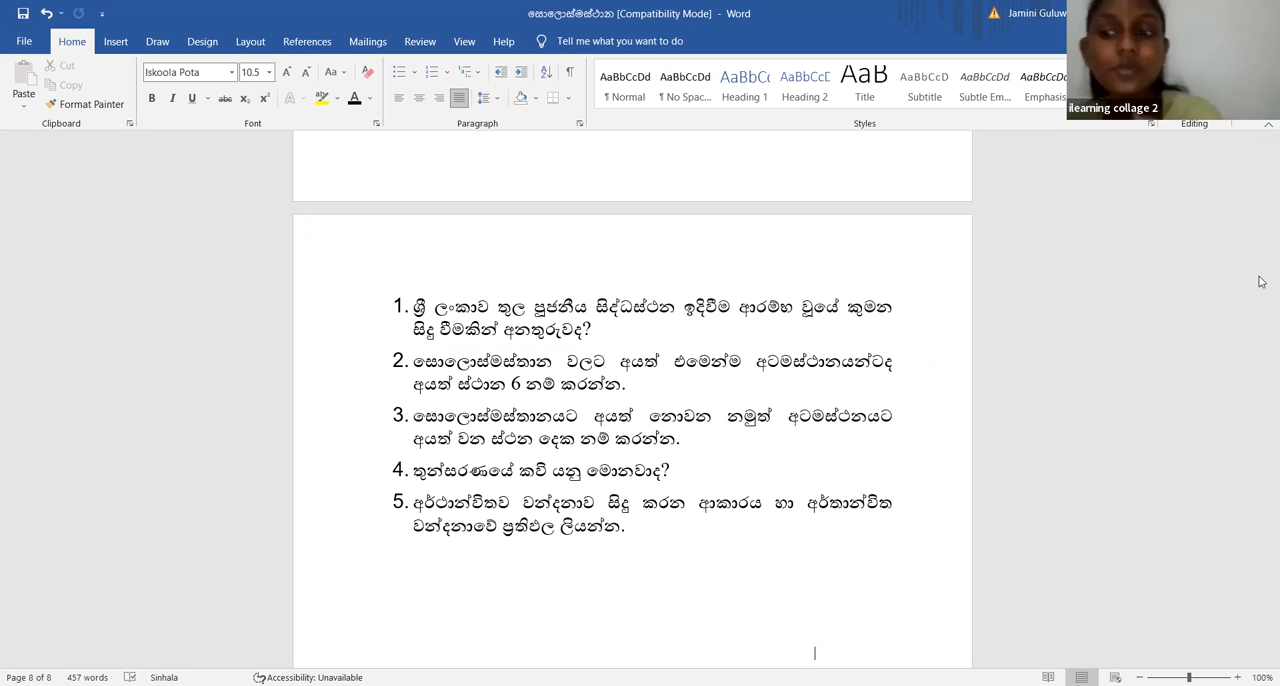 සොලොස්මස්ථාන [Compatibility Mode] - Word
Jamini Guluw
File Home Insert Draw Design Layout References Mailings Review View Help Tell me what you want to do
Paste
Cut
Copy
Format Painter
Clipboard
Iskoola Pota 10.5
Font
Paragraph
AaBbCcDd AaBbCcDd AaBbCc AaBbCcD AaB AaBbCcD AaBbCcDd AaBbCcDd
¶ Normal ¶ No Spac... Heading 1 Heading 2 Title Subtitle Subtle Em... Emphasis
Styles
Editing
ilearning collage 2
1. ශ්‍රී ලංකාව තුල පූජනීය සිද්ධස්ථන ඉදිවීම ආරම්භ වූයේ කුමන
සිදු වීමකින් අනතුරුවද?
2. සොලොස්මස්තාන වලට අයත් එමෙන්ම අටමස්ථානයන්ටද
අයත් ස්ථාන 6 නම් කරන්න.
3. සොලොස්මස්තානයට අයත් නොවන නමුත් අටමස්ථනයට
අයත් වන ස්ථන දෙක නම් කරන්න.
4. තුන්සරණයේ කවි යනු මොනවාද?
5. අර්ථාන්විතව වන්දනාව සිදු කරන ආකාරය හා අර්තාන්විත
වන්දනාවේ ප්‍රතිඵල ලියන්න.
Page 8 of 8 457 words Sinhala Accessibility: Unavailable 100%